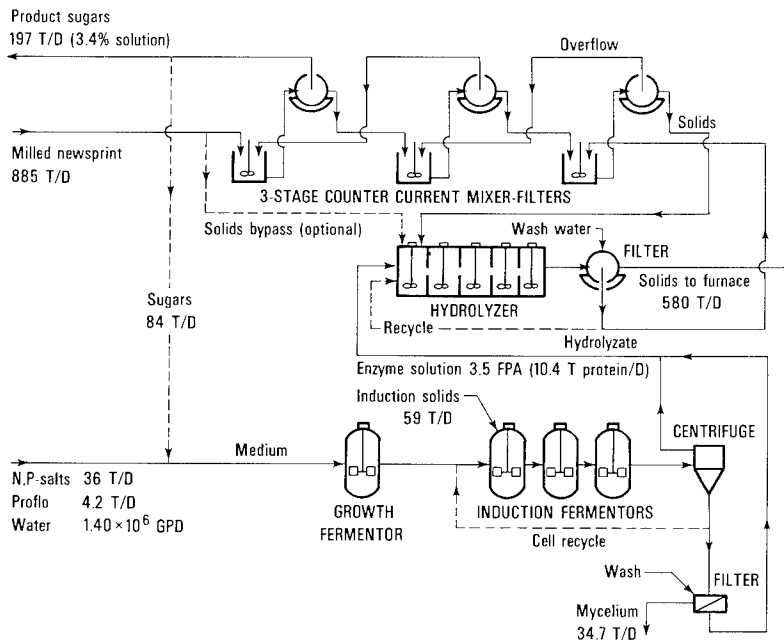 Product sugars
197 T/D (3.4% solution)
Overflow
Milled newsprint
885 T/D
Solids
3-STAGE COUNTER CURRENT MIXER-FILTERS
Solids bypass (optional)
Wash water
FILTER
Solids to furnace
580 T/D
Sugars
84 T/D
HYDROLYZER
Recycle
Hydrolyzate
Enzyme solution 3.5 FPA (10.4 T protein/D)
Induction solids
59 T/D
CENTRIFUGE
Medium
N,P-salts 36 T/D
Proflo 4.2 T/D
Water 1.40×10⁶ GPD
GROWTH
FERMENTOR
INDUCTION FERMENTORS
Cell recycle
Wash
FILTER
Mycelium
34.7 T/D